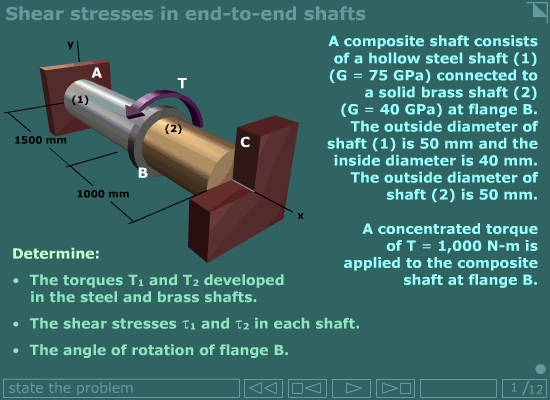 Shear stresses in end-to-end shafts
A composite shaft consists
of a hollow steel shaft (1)
(G = 75 GPa) connected to
a solid brass shaft (2)
(G = 40 GPa) at flange B.
The outside diameter of
shaft (1) is 50 mm and the
inside diameter is 40 mm.
The outside diameter of
shaft (2) is 50 mm.
A concentrated torque
of T = 1,000 N-m is
applied to the composite
shaft at flange B.
y
A
T
(1)
(2)
C
B
1500 mm
1000 mm
x
Determine:
• The torques T₁ and T₂ developed
in the steel and brass shafts.
• The shear stresses τ₁ and τ₂ in each shaft.
• The angle of rotation of flange B.
state the problem
1/12